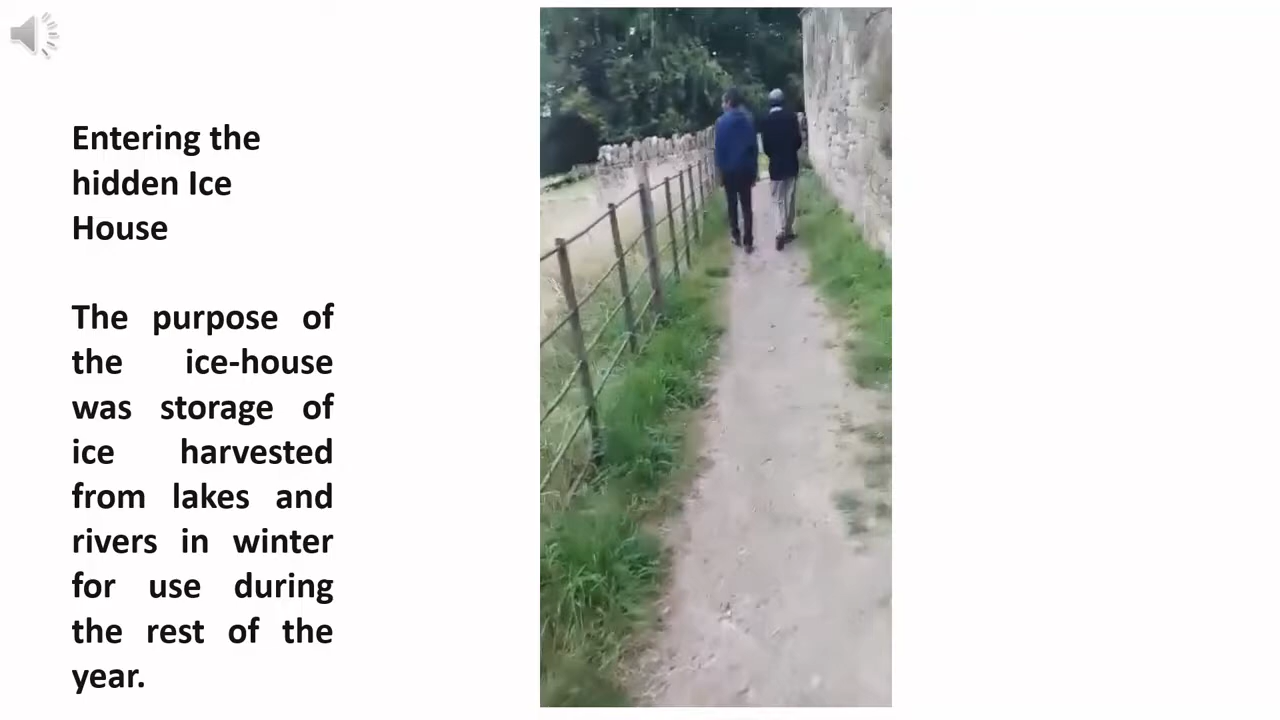 Entering the
hidden Ice
House
The purpose of
the ice-house
was storage of
ice harvested
from lakes and
rivers in winter
for use during
the rest of the
year.